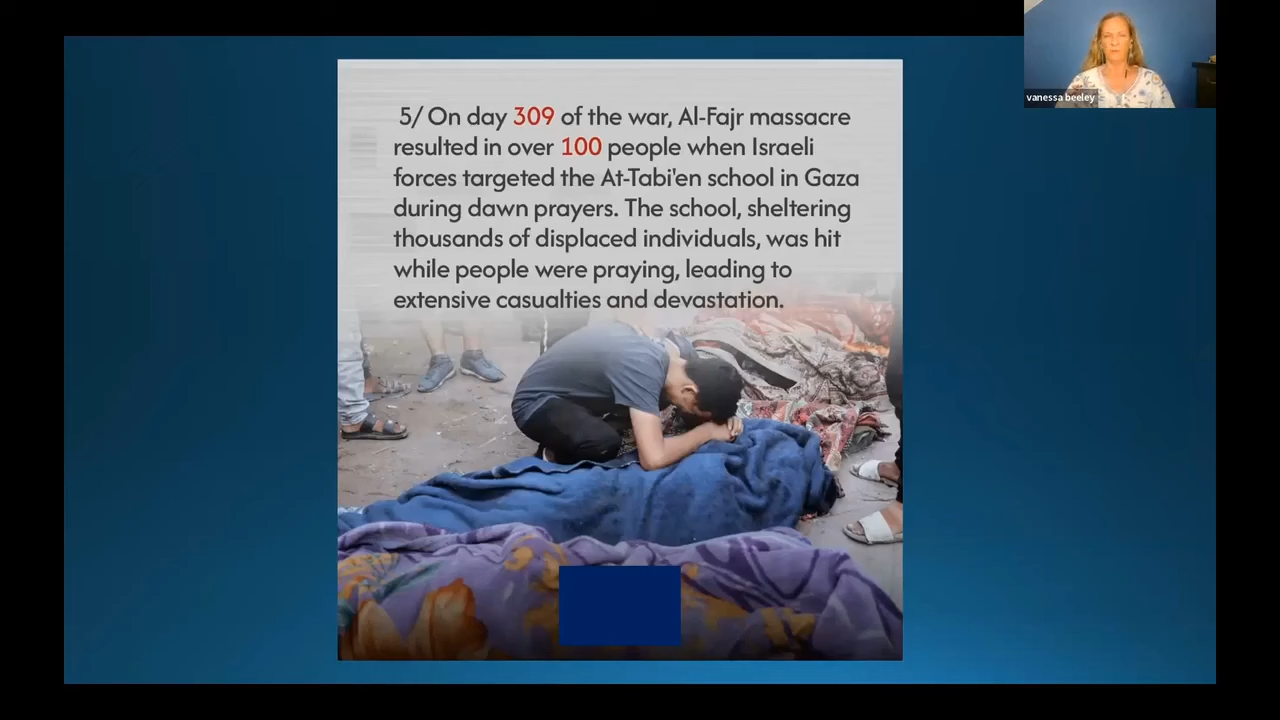 vanessa beeley
5/ On day 309 of the war, Al-Fajr massacre
resulted in over 100 people when Israeli
forces targeted the At-Tabi'en school in Gaza
during dawn prayers. The school, sheltering
thousands of displaced individuals, was hit
while people were praying, leading to
extensive casualties and devastation.